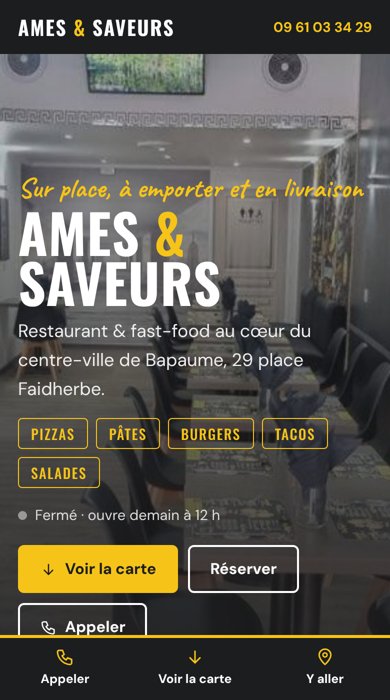 AMES & SAVEURS
09 61 03 34 29
Sur place, à emporter et en livraison
AMES &
SAVEURS
Restaurant & fast-food au cœur du
centre-ville de Bapaume, 29 place
Faidherbe.
PIZZAS PÂTES BURGERS TACOS
SALADES
Fermé · ouvre demain à 12 h
Voir la carte Réserver
Appeler
Appeler Voir la carte Y aller